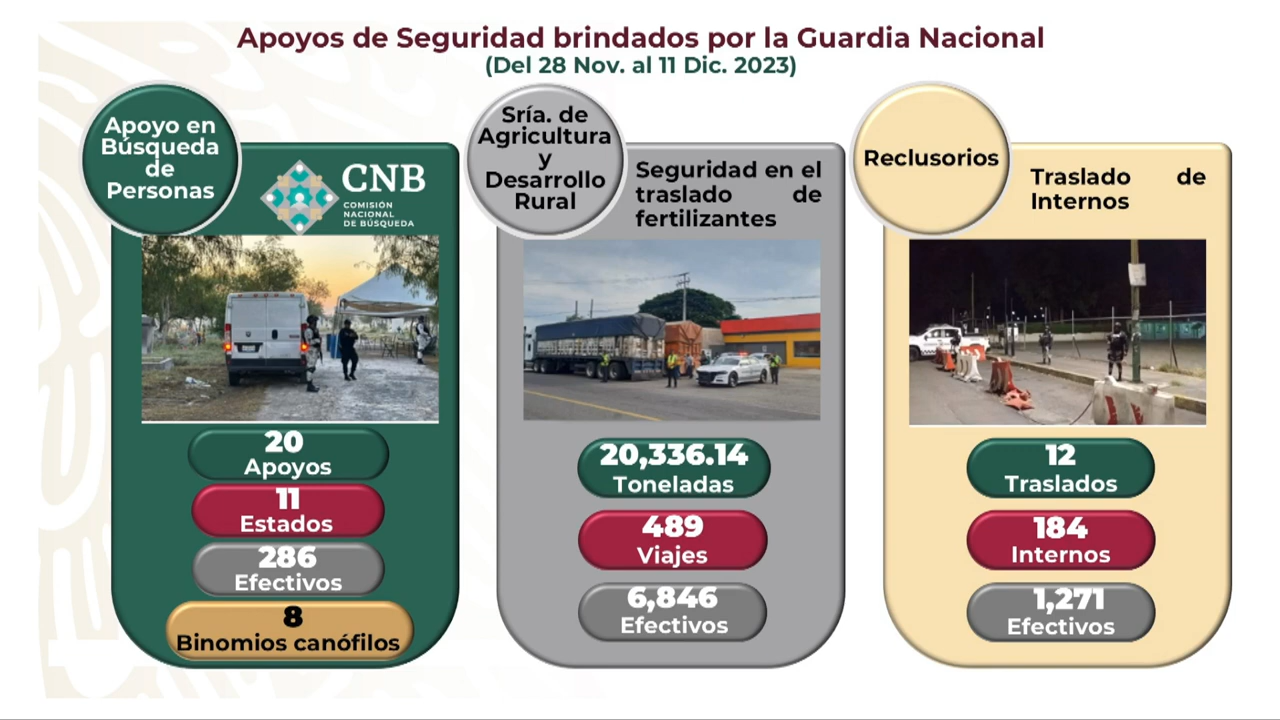 Apoyos de Seguridad brindados por la Guardia Nacional
(Del 28 Nov. al 11 Dic. 2023)
Apoyo en
Búsqueda
de
Personas
CNB
COMISIÓN
NACIONAL
DE BÚSQUEDA
20
Apoyos
11
Estados
286
Efectivos
8
Binomios canófilos
Sría. de
Agricultura
y
Desarrollo
Rural
Seguridad en el
traslado de
fertilizantes
20,336.14
Toneladas
489
Viajes
6,846
Efectivos
Reclusorios
Traslado de
Internos
12
Traslados
184
Internos
1,271
Efectivos